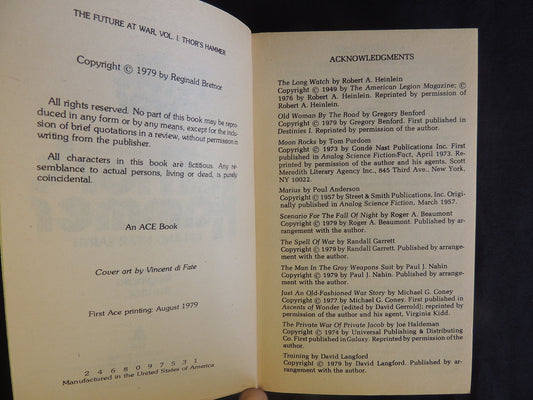 THE FUTURE AT WAR, VOL. I: THOR'S HAMMER
Copyright © 1979 by Reginald Bretnor
All rights reserved. No part of this book may be repro-
duced in any form or by any means, except for the inclu-
sion of brief quotations in a review, without permission in
writing from the publisher.
All characters in this book are fictitious. Any re-
semblance to actual persons, living or dead, is purely
coincidental.
An ACE Book
Cover art by Vincent di Fate
First Ace printing: August 1979
2 4 6 8 0 9 7 5 3 1
Manufactured in the United States of America
ACKNOWLEDGMENTS
The Long Watch by Robert A. Heinlein
Copyright © 1949 by The American Legion Magazine; ©
1976 by Robert A. Heinlein. Reprinted by permission of
Robert A. Heinlein.
Old Woman By The Road by Gregory Benford
Copyright © 1979 by Gregory Benford. First published in
Destinies I. Reprinted by permission of the author.
Moon Rocks by Tom Purdom
Copyright © 1973 by Condé Nast Publications Inc. First
published in Analog Science Fiction/Fact, April 1973. Re-
printed by permission of the author and his agents, Scott
Meredith Literary Agency Inc., 845 Third Ave., New York,
NY 10022.
Marius by Poul Anderson
Copyright © 1957 by Street & Smith Publications, Inc. Ori-
ginally published in Analog Science Fiction, March 1957.
Scenario For The Fall Of Night by Roger A. Beaumont
Copyright © 1979 by Roger A. Beaumont. Published by
arrangement with the author.
The Spell Of War by Randall Garrett
Copyright © 1979 by Randall Garrett. Published by arrange-
ment with the author.
The Man In The Gray Weapons Suit by Paul J. Nahin
Copyright © 1979 by Paul J. Nahin. Published by arrange-
ment with the author.
Just An Old-Fashioned War Story by Michael G. Coney
Copyright © 1977 by Michael G. Coney. First published in
Ascents of Wonder [edited by David Gerrold]; reprinted by
permission of the author and his agent, Virginia Kidd.
The Private War Of Private Jacob by Joe Haldeman
Copyright © 1974 by Universal Publishing & Distributing
Co. First published in Galaxy. Reprinted by permission of the
author.
Training by David Langford
Copyright © 1979 by David Langford. Published by ar-
rangement with the author.